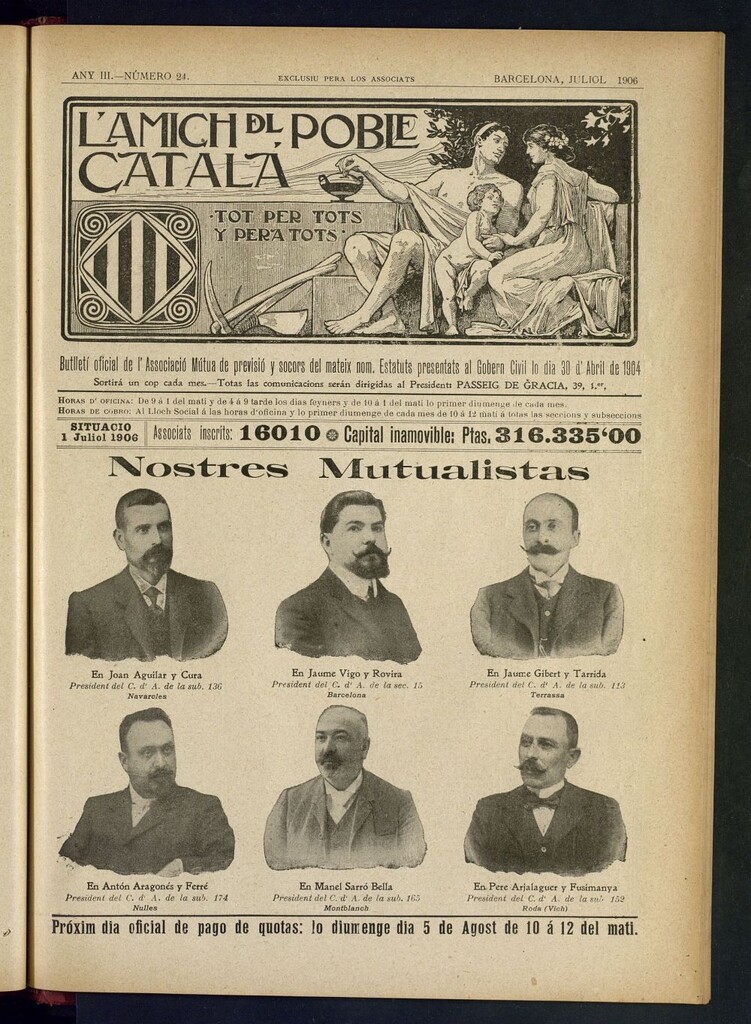 ANY III.—NÚMERO 24.
EXCLUSIU PERA LOS ASSOCIATS
BARCELONA, JULIOL 1906
L'AMICH DL POBLE
CATALÀ
·TOT PER TOTS
Y PERA TOTS·
Butlletí oficial de l' Associació Mútua de previsió y socors del mateix nom. Estatuts presentats al Gobern Civil lo dia 30 d' Abril de 1904
Sortirá un cop cada mes.—Totas las comunicacions serán dirigidas al President: PASSEIG DE GRACIA, 39, 1.er,
HORAS D' OFICINA: De 9 á 1 del matí y de 4 á 9 tarde los dias feyners y de 10 á 1 del matí lo primer diumenge de cada mes.
HORAS DE COBRO: Al Lloch Social á las horas d'oficina y lo primer diumenge de cada mes de 10 á 12 matí á totas las seccions y subseccions
SITUACIO
1 Juliol 1906
Associats inscrits: 16010 Capital inamovible: Ptas. 316.335'00
Nostres Mutualistas
En Joan Aguilar y Cura
President del C. d' A. de la sub. 136
Navarcles
En Jaume Vigo y Rovira
President del C. d' A. de la sec. 15
Barcelona
En Jaume Gibert y Tarrida
President del C. d' A. de la sub. 113
Terrassa
En Antón Aragonés y Ferré
President del C. d' A. de la sub. 174
Nulles
En Manel Sarró Bella
President del C. d' A. de la sub. 165
Montblanch
En Pere Arjalaguer y Fusimanya
President del C. d' A. de la sub. 152
Roda (Vich)
Próxim dia oficial de pago de quotas: lo diumenge dia 5 de Agost de 10 á 12 del matí.